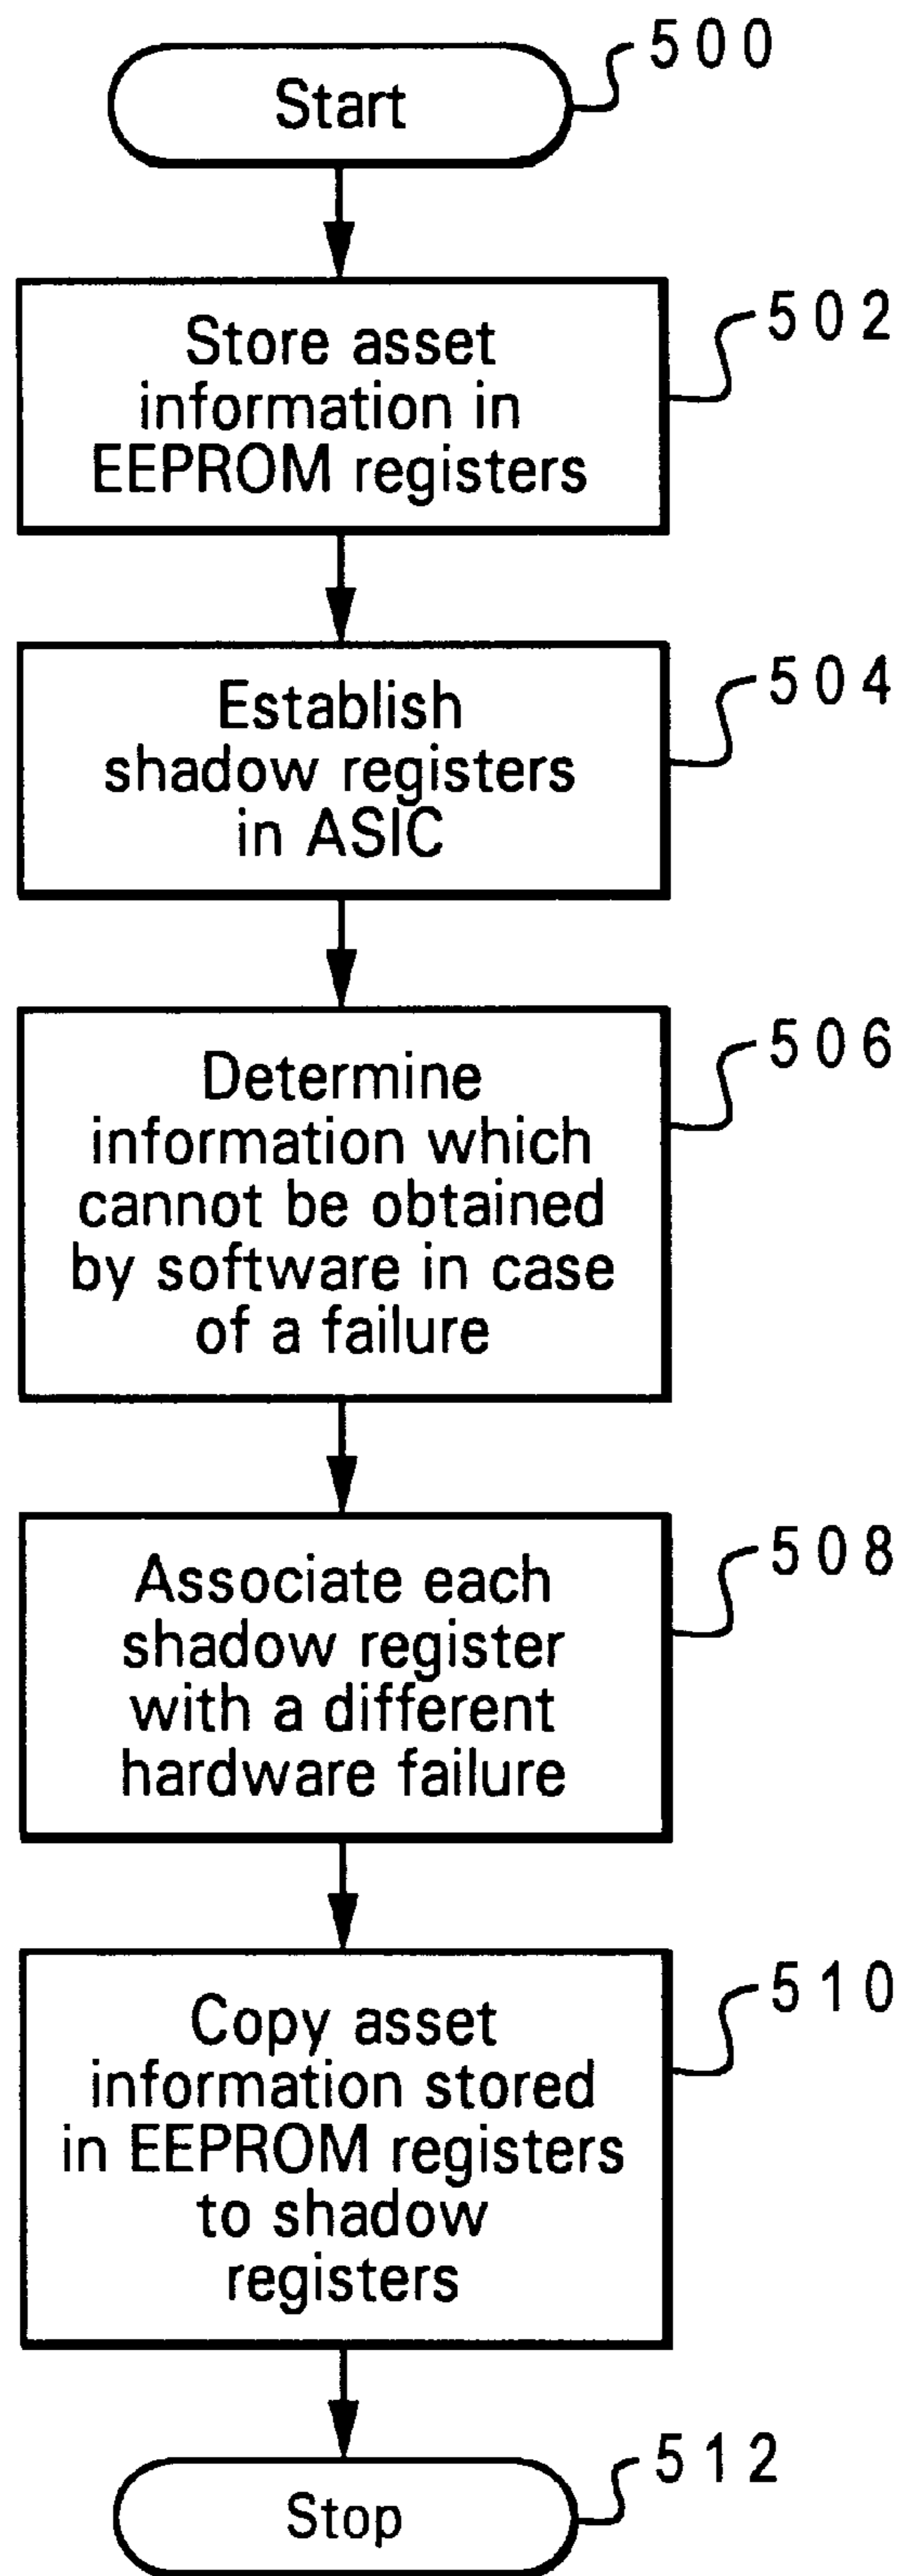 500
Start
502
Store asset
information in
EEPROM registers
504
Establish
shadow registers
in ASIC
506
Determine
information which
cannot be obtained
by software in case
of a failure
508
Associate each
shadow register
with a different
hardware failure
510
Copy asset
information stored
in EEPROM registers
to shadow
registers
512
Stop